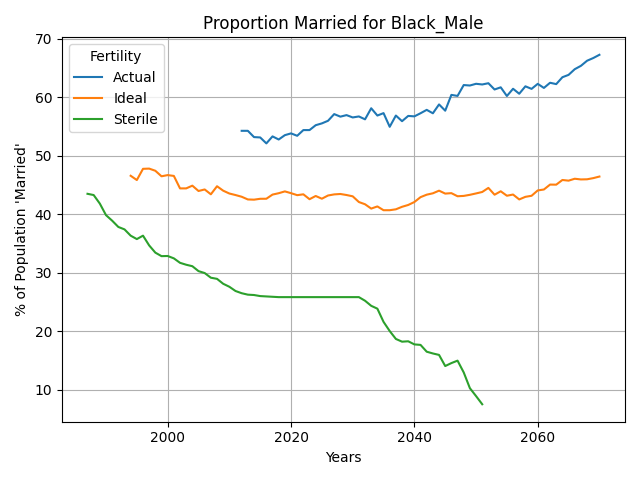 Proportion Married for Black_Male
Fertility
Actual
Ideal
Sterile
% of Population 'Married'
70
60
50
40
30
20
10
2000
2020
2040
2060
Years